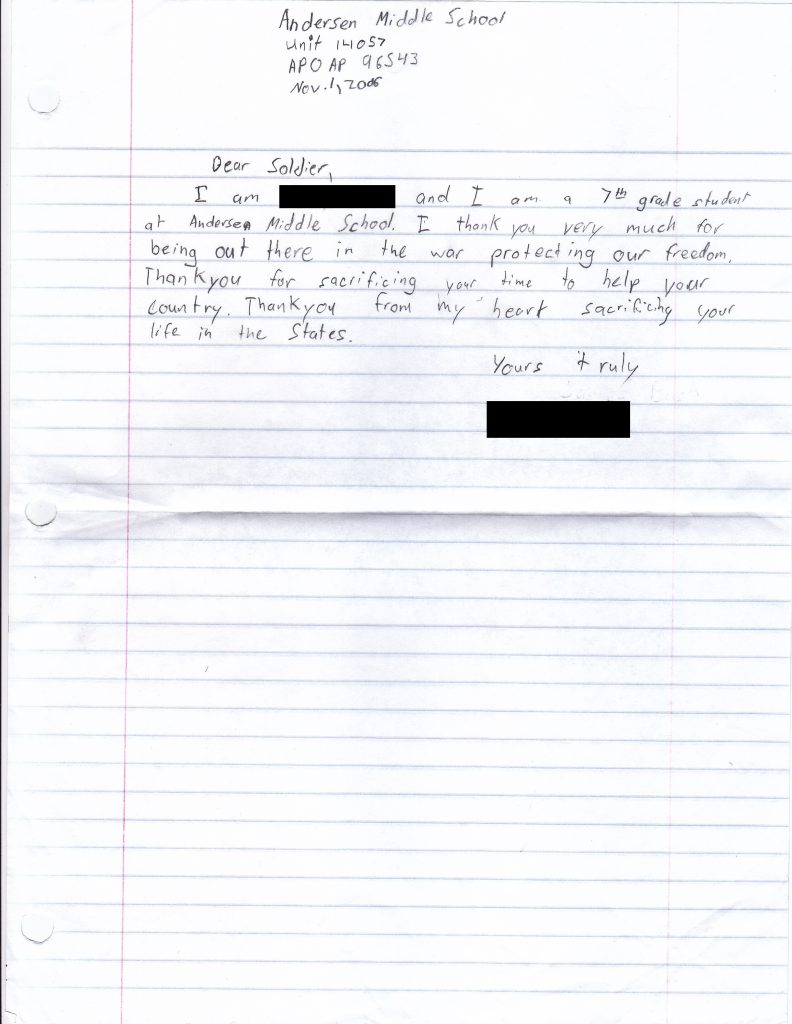 Andersen Middle School
Unit 14057
APO AP 96543
Nov. 1, 2006
Dear Soldier,
I am and I am a 7th grade student
at Andersen Middle School. I thank you very much for
being out there in the war protecting our freedom.
Thankyou for sacrificing your time to help your
country. Thankyou from my heart sacrificing your
life in the States.
Yours truly